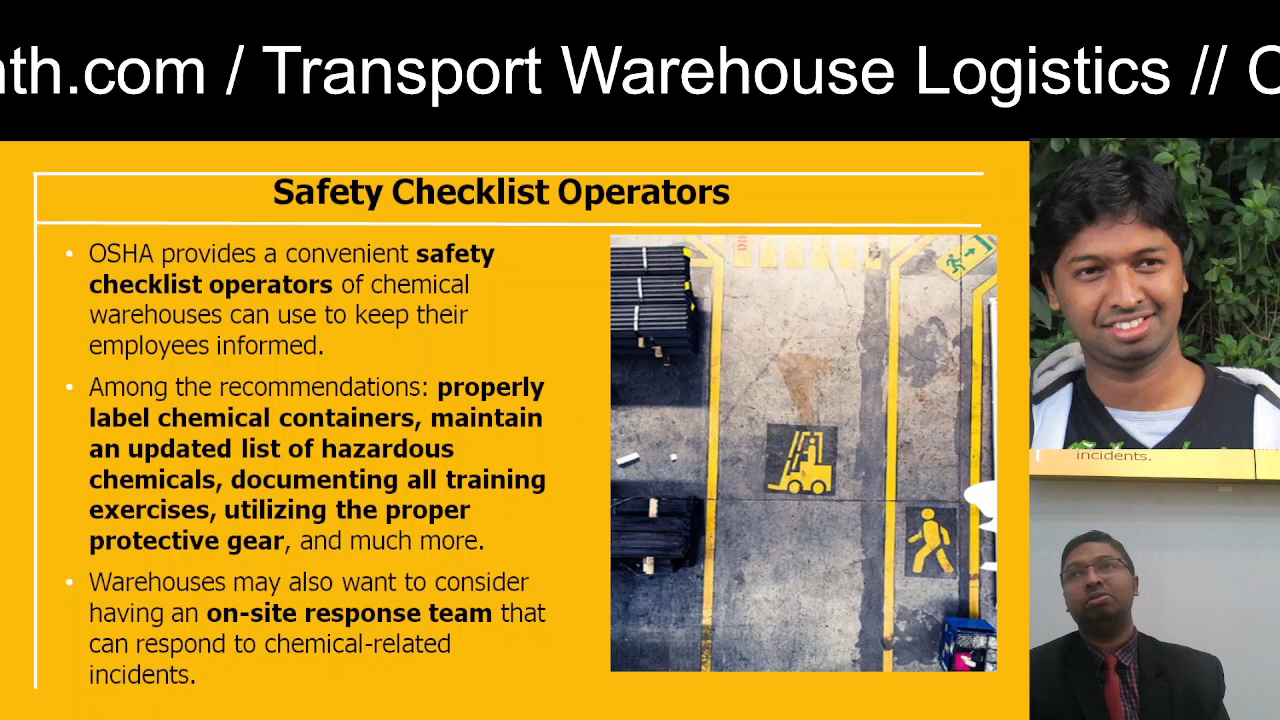 nth.com / Transport Warehouse Logistics // C
Safety Checklist Operators
• OSHA provides a convenient safety
checklist operators of chemical
warehouses can use to keep their
employees informed.
• Among the recommendations: properly
label chemical containers, maintain
an updated list of hazardous
chemicals, documenting all training
exercises, utilizing the proper
protective gear, and much more.
• Warehouses may also want to consider
having an on-site response team that
can respond to chemical-related
incidents.
incidents.